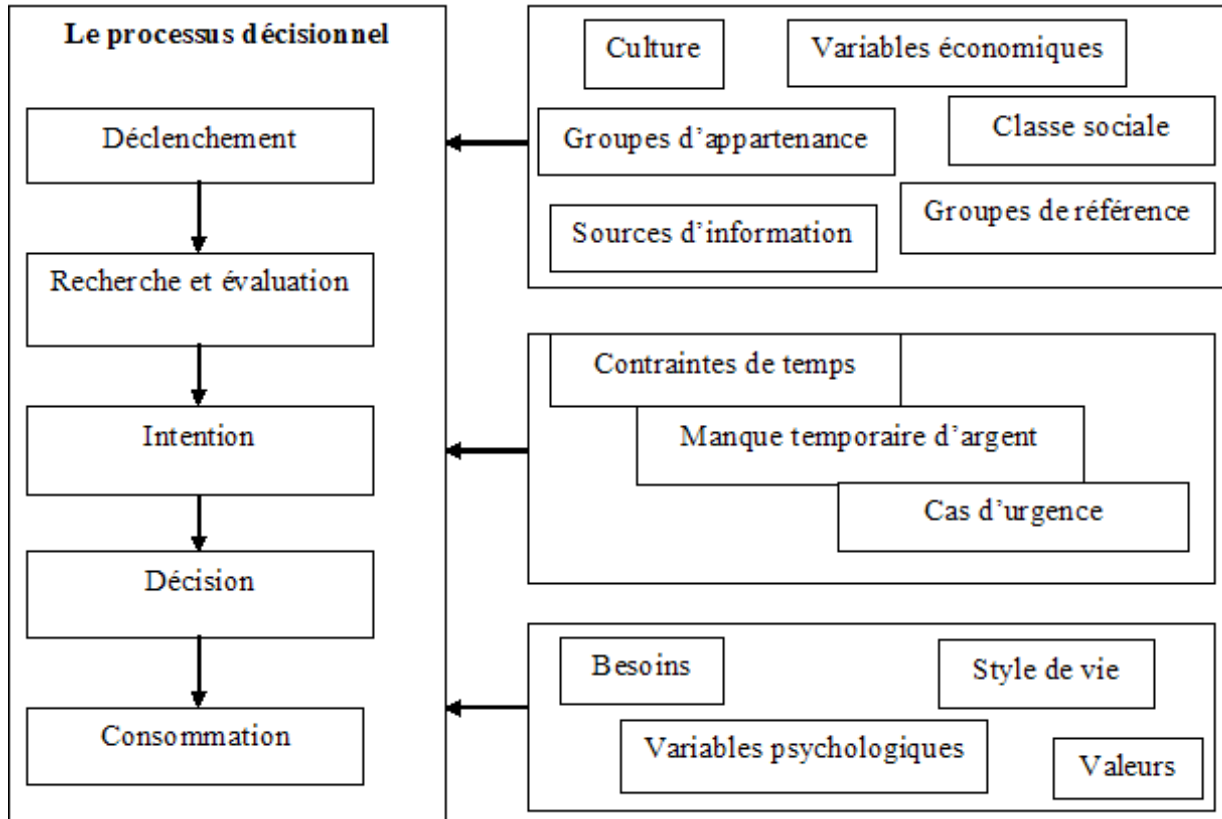 Le processus décisionnel
Déclenchement
Recherche et évaluation
Intention
Décision
Consommation
Culture
Variables économiques
Groupes d’appartenance
Classe sociale
Sources d’information
Groupes de référence
Contraintes de temps
Manque temporaire d’argent
Cas d’urgence
Besoins
Style de vie
Variables psychologiques
Valeurs